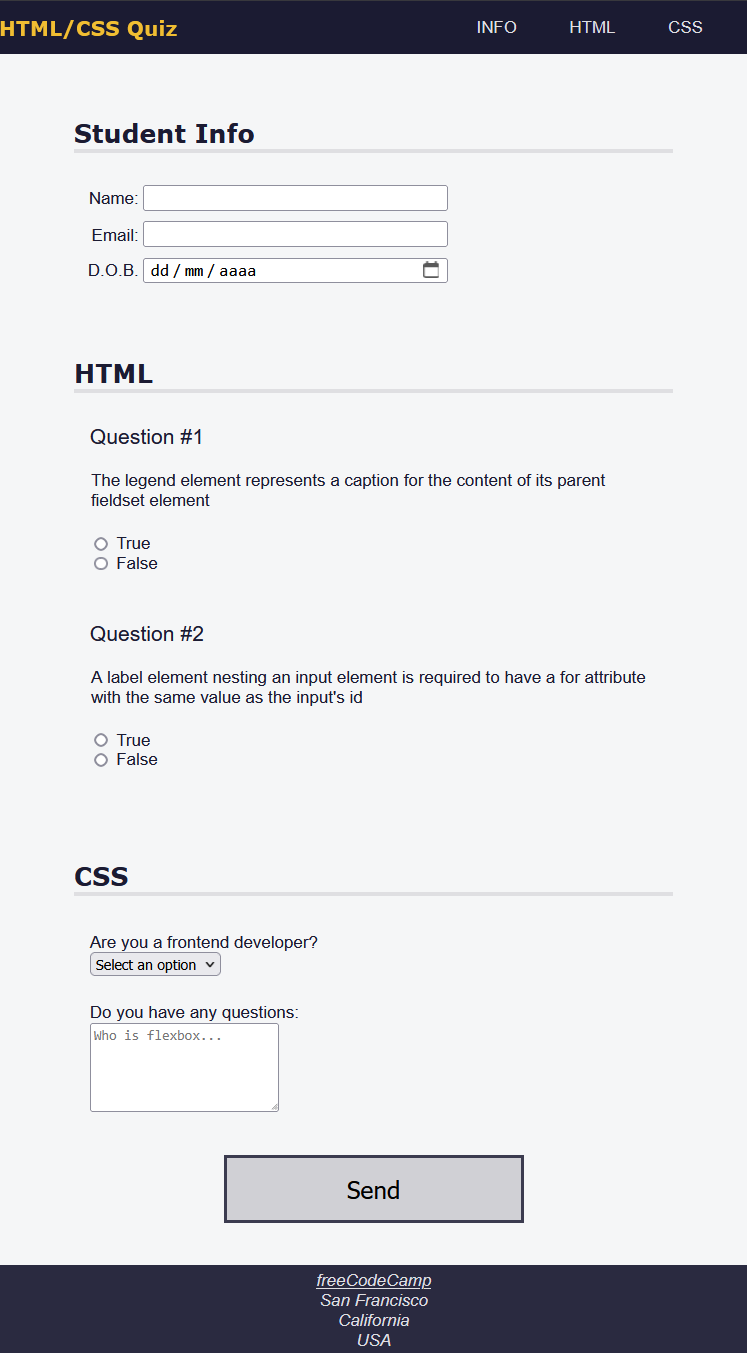 HTML/CSS Quiz
INFO
HTML
CSS
Student Info
Name:
Email:
D.O.B.
dd / mm / aaaa
HTML
Question #1
The legend element represents a caption for the content of its parent
fieldset element
True
False
Question #2
A label element nesting an input element is required to have a for attribute
with the same value as the input's id
True
False
CSS
Are you a frontend developer?
Select an option
Do you have any questions:
Who is flexbox...
Send
freeCodeCamp
San Francisco
California
USA